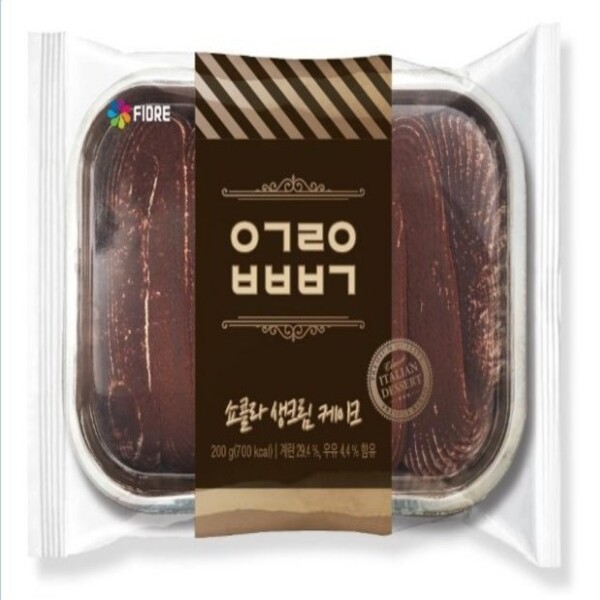 FIORE
ㅇㄱㄹㅇ
ㅂㅂㅂㄱ
쇼콜라 생크림 케이크
ITALIAN
DESSERT
200 g(700 kcal) | 계란 29.4 %, 우유 4.4 % 함유